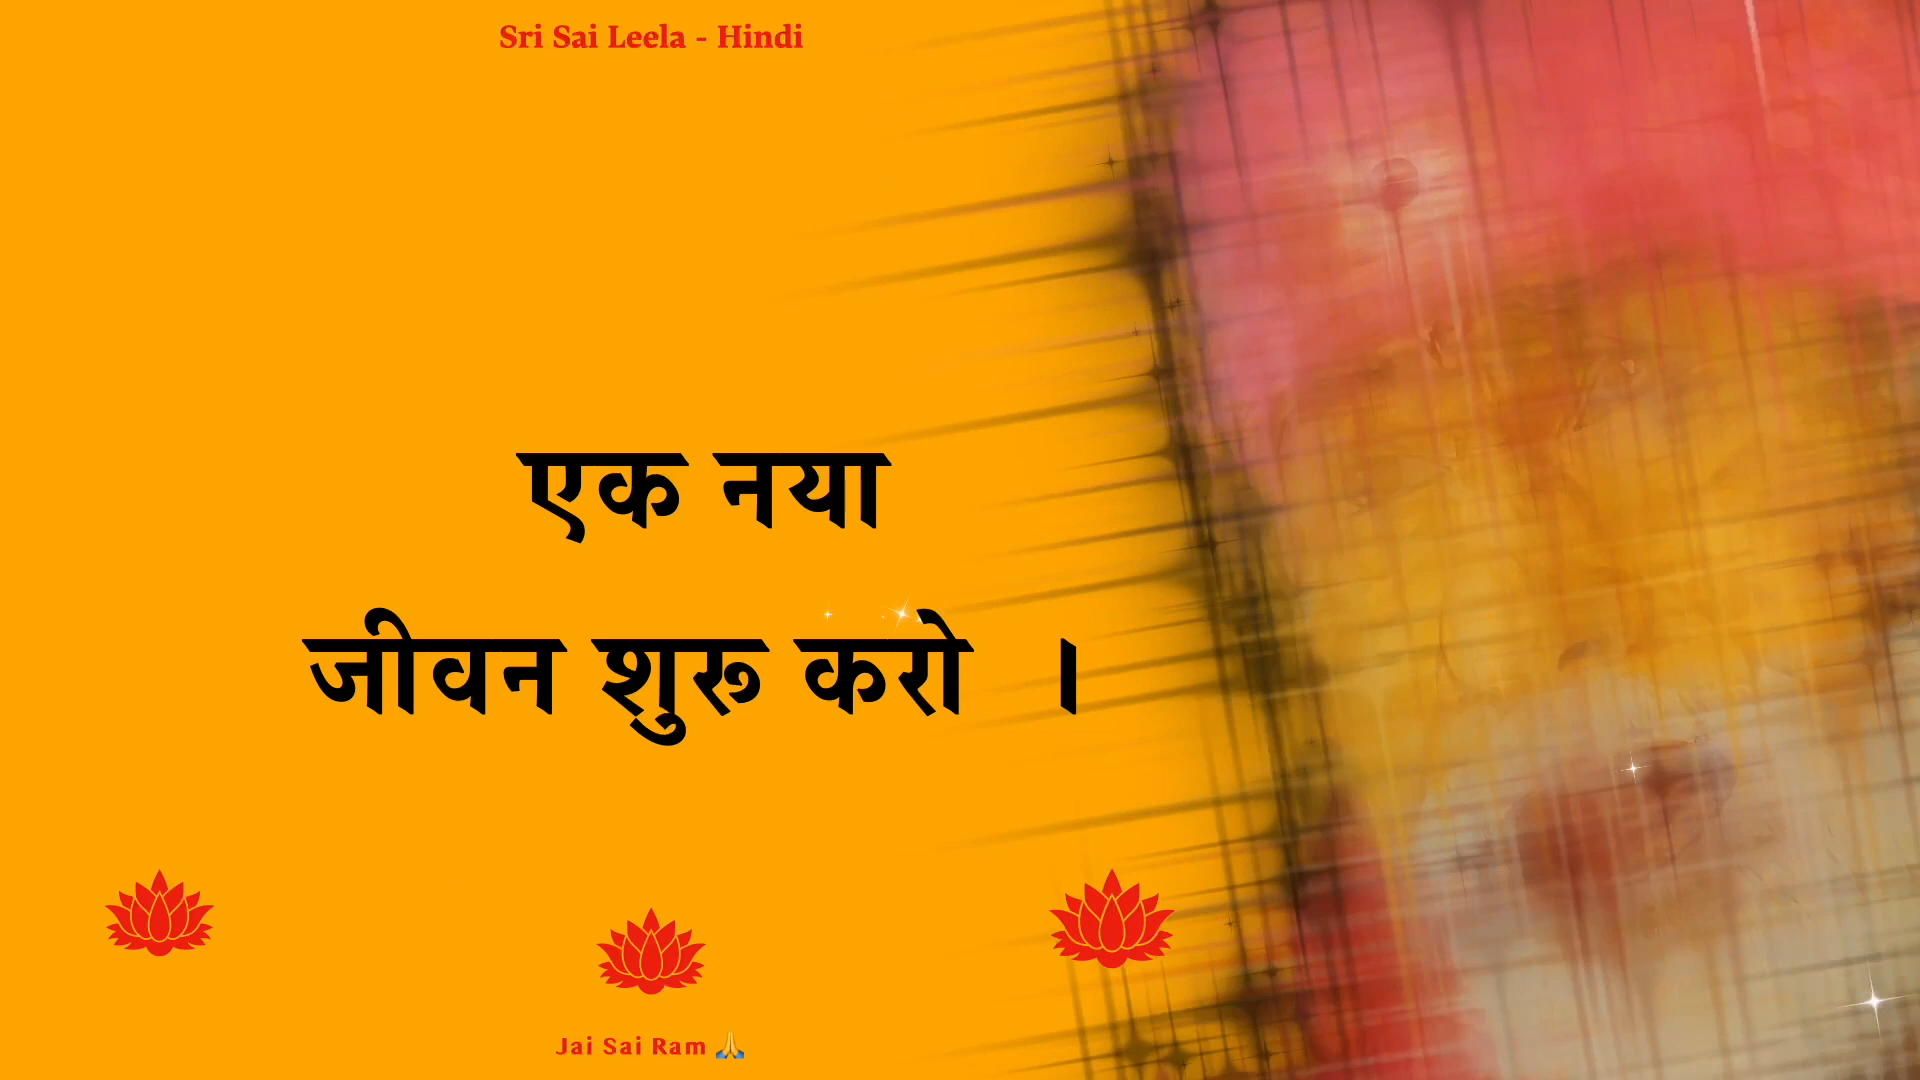 Sri Sai Leela - Hindi
एक नया
जीवन शुरू करो ।
Jai Sai Ram 🙏